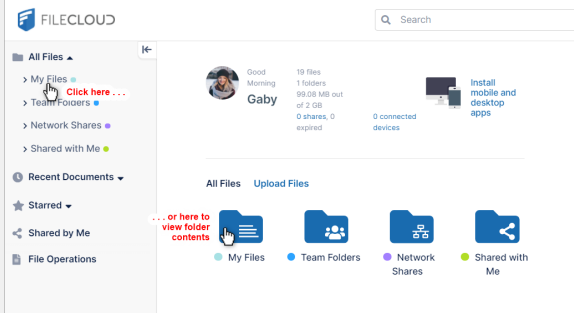 FILECLOUD
Search
All Files
My Files
Click here . . .
Team Folders
Network Shares
Shared with Me
Recent Documents
Starred
Shared by Me
File Operations
Good
Morning
Gaby
19 files
1 folders
99.08 MB out
of 2 GB
0 shares, 0
expired
0 connected
devices
Install
mobile and
desktop
apps
All Files Upload Files
. . . or here to
view folder
contents
My Files
Team Folders
Network
Shares
Shared with
Me